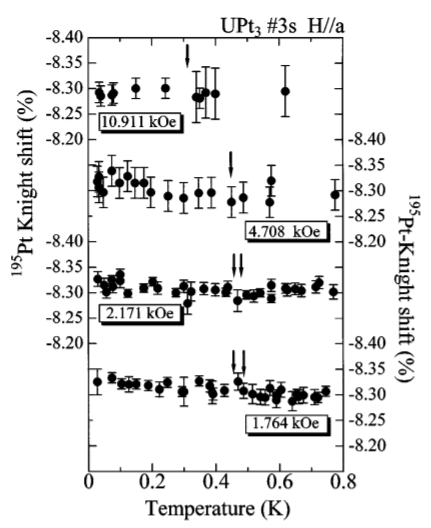 UPt3 #3s H//a
-8.40
-8.30
-8.25
-8.20
10.911 kOe
-8.40
-8.35
-8.30
-8.25
-8.20
4.708 kOe
-8.40
-8.35
-8.30
-8.25
-8.20
2.171 kOe
-8.40
-8.35
-8.30
-8.25
-8.20
1.764 kOe
195Pt Knight shift (%)
195Pt-Knight shift (%)
0 0.2 0.4 0.6 0.8
Temperature (K)